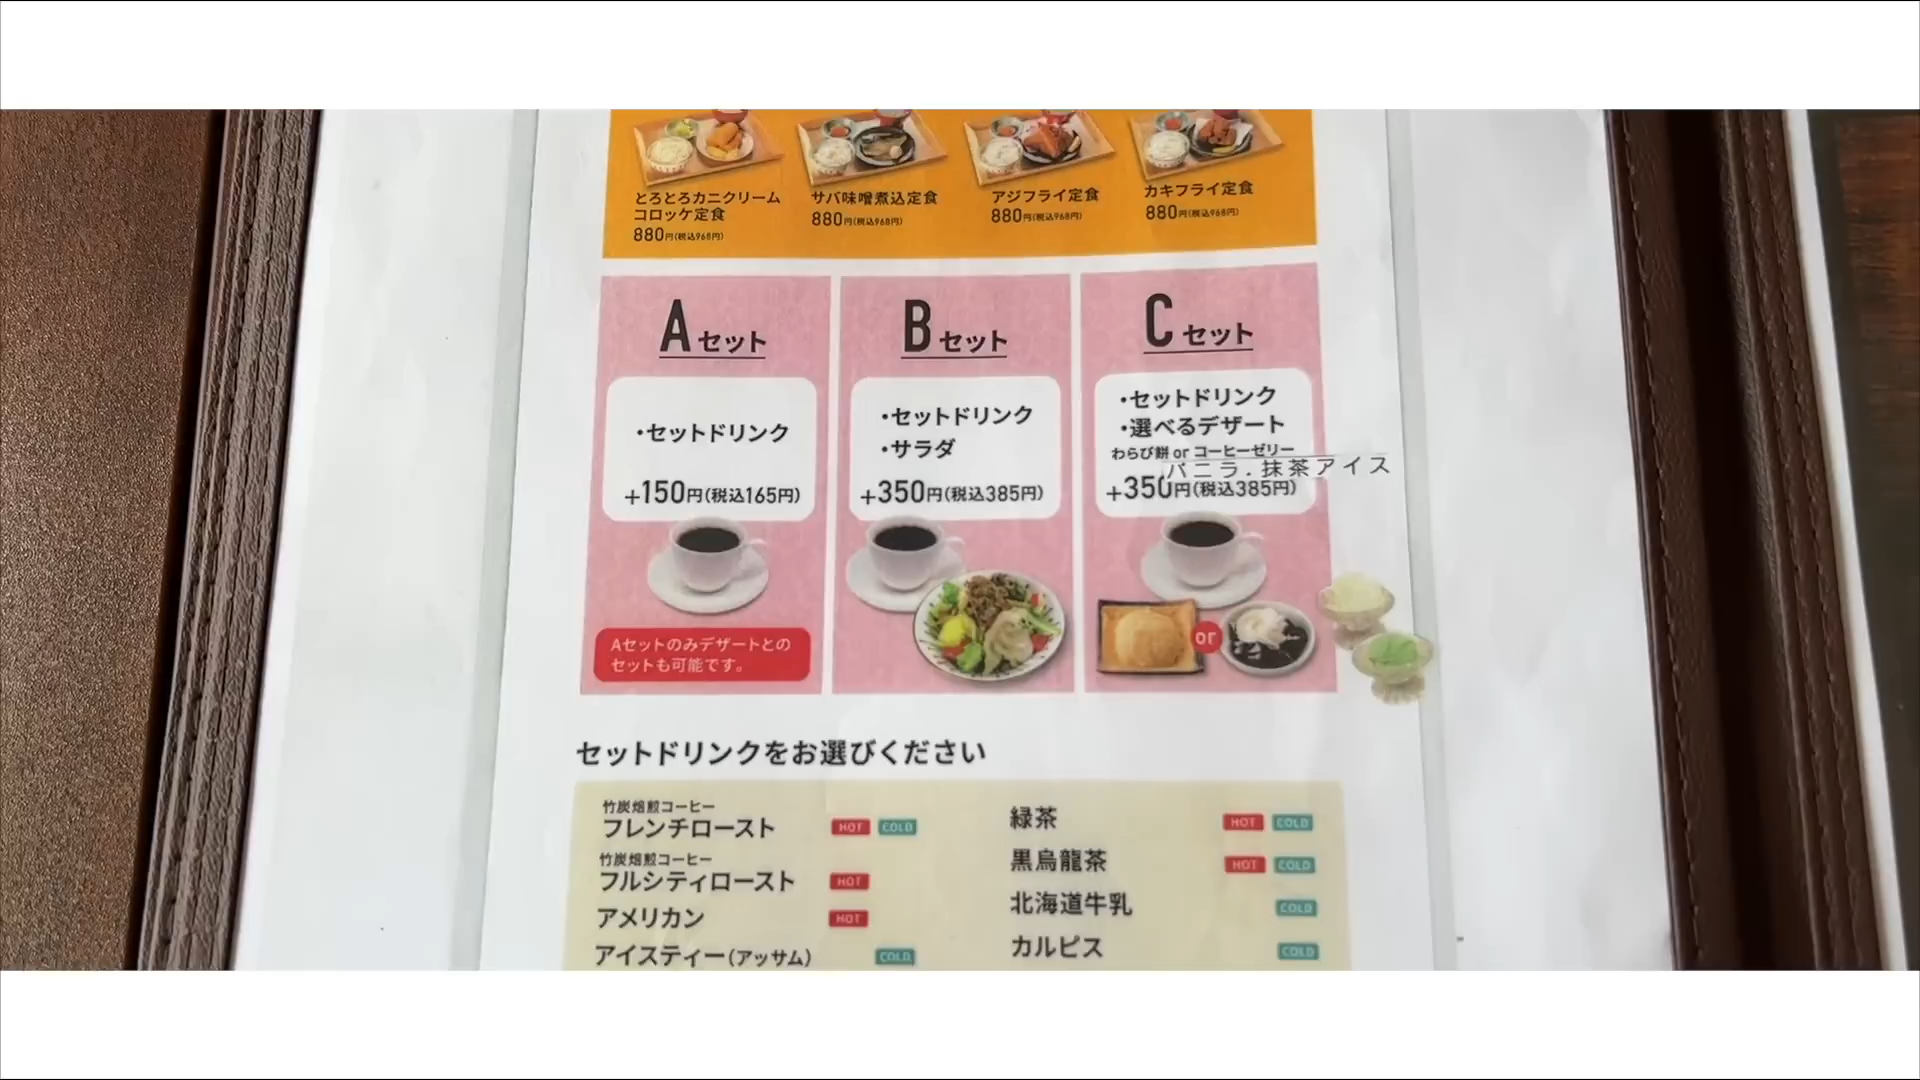 とろとろカニクリーム
コロッケ定食
880円(税込968円)
サバ味噌煮込定食
880円(税込968円)
アジフライ定食
880円(税込968円)
カキフライ定食
880円(税込968円)
Aセット
・セットドリンク
+150円(税込165円)
Aセットのみデザートとの
セットも可能です。
Bセット
・セットドリンク
・サラダ
+350円(税込385円)
Cセット
・セットドリンク
・選べるデザート
わらび餅 or コーヒーゼリー
バニラ.抹茶アイス
+350円(税込385円)
or
セットドリンクをお選びください
竹炭焙煎コーヒー
フレンチロースト HOT COLD
竹炭焙煎コーヒー
フルシティロースト HOT
アメリカン HOT
アイスティー(アッサム) COLD
緑茶 HOT COLD
黒烏龍茶 HOT COLD
北海道牛乳 COLD
カルピス COLD